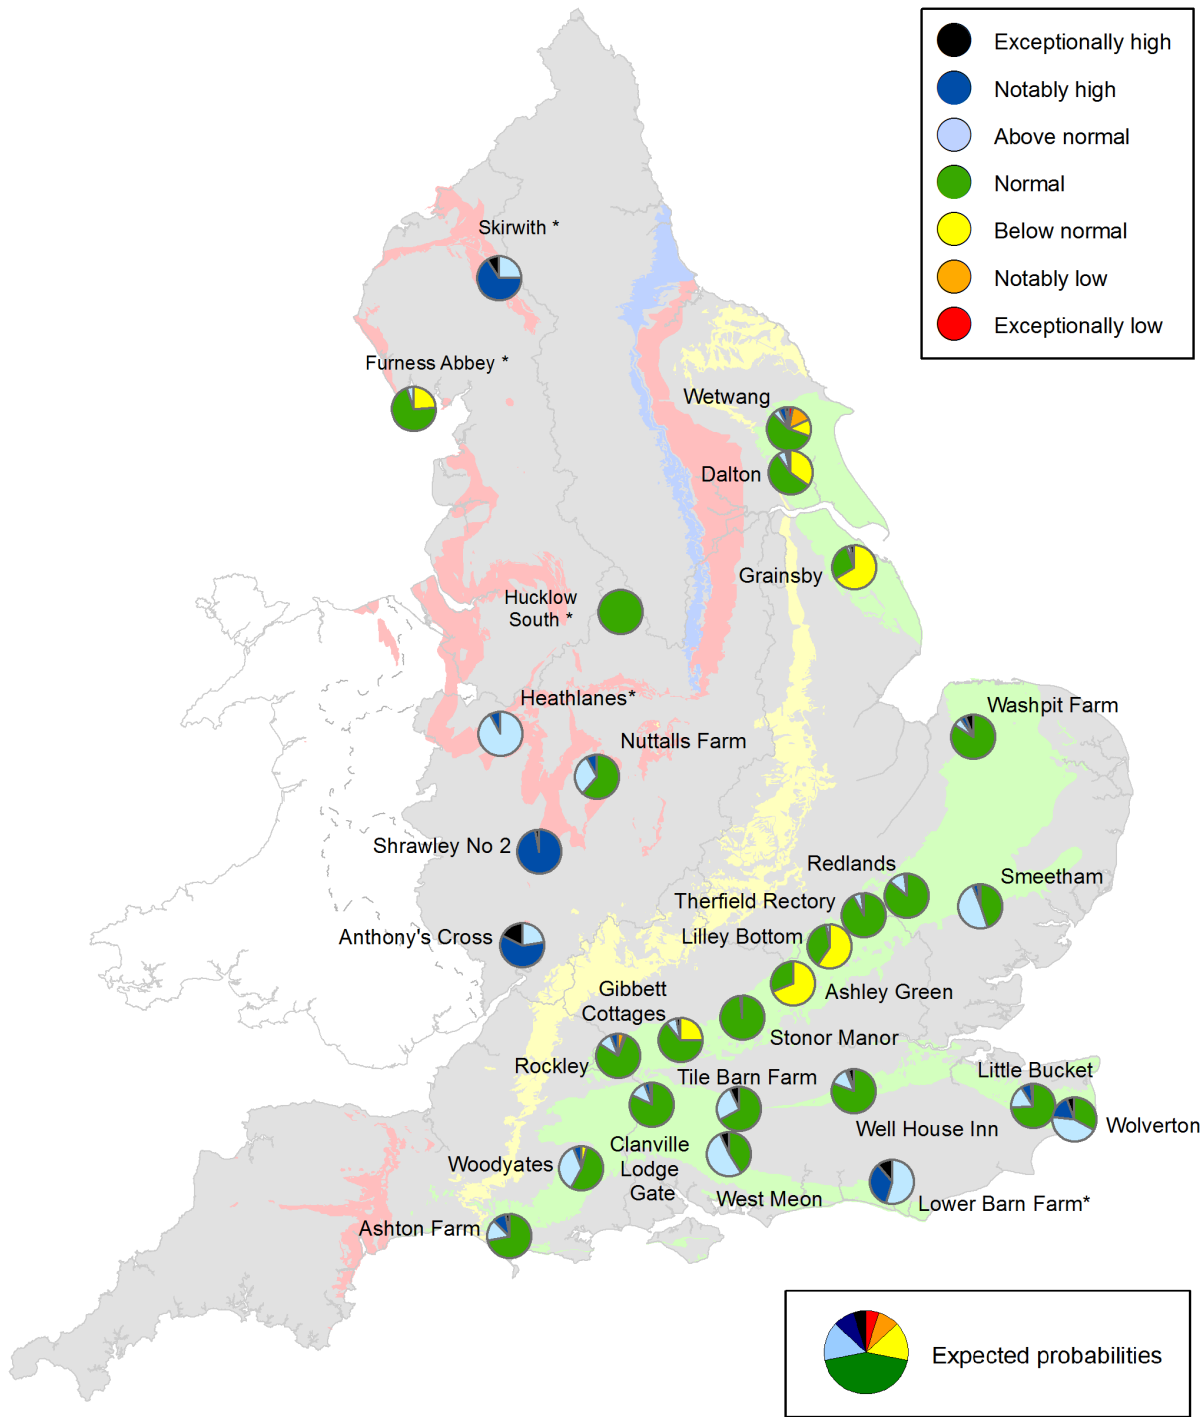 Exceptionally high
Notably high
Above normal
Normal
Below normal
Notably low
Exceptionally low
Skirwith *
Furness Abbey *
Wetwang
Dalton
Grainsby
Hucklow
South *
Heathlanes*
Nuttalls Farm
Washpit Farm
Shrawley No 2
Redlands
Smeetham
Therfield Rectory
Anthony's Cross
Lilley Bottom
Gibbett
Cottages
Ashley Green
Stonor Manor
Rockley
Tile Barn Farm
Little Bucket
Well House Inn
Wolverton
Clanville
Lodge
Gate
Woodyates
West Meon
Lower Barn Farm*
Ashton Farm
Expected probabilities